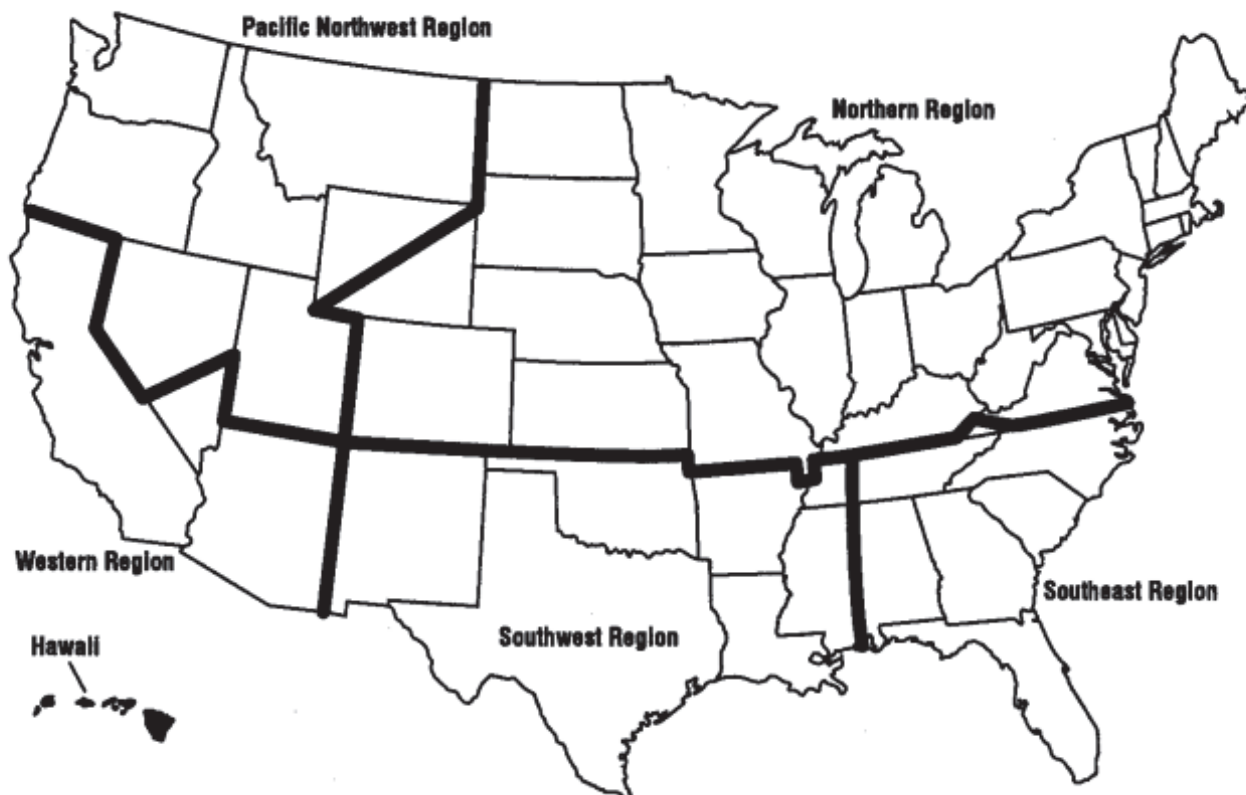 Pacific Northwest Region
Northern Region
Western Region
Southeast Region
Southwest Region
Hawaii